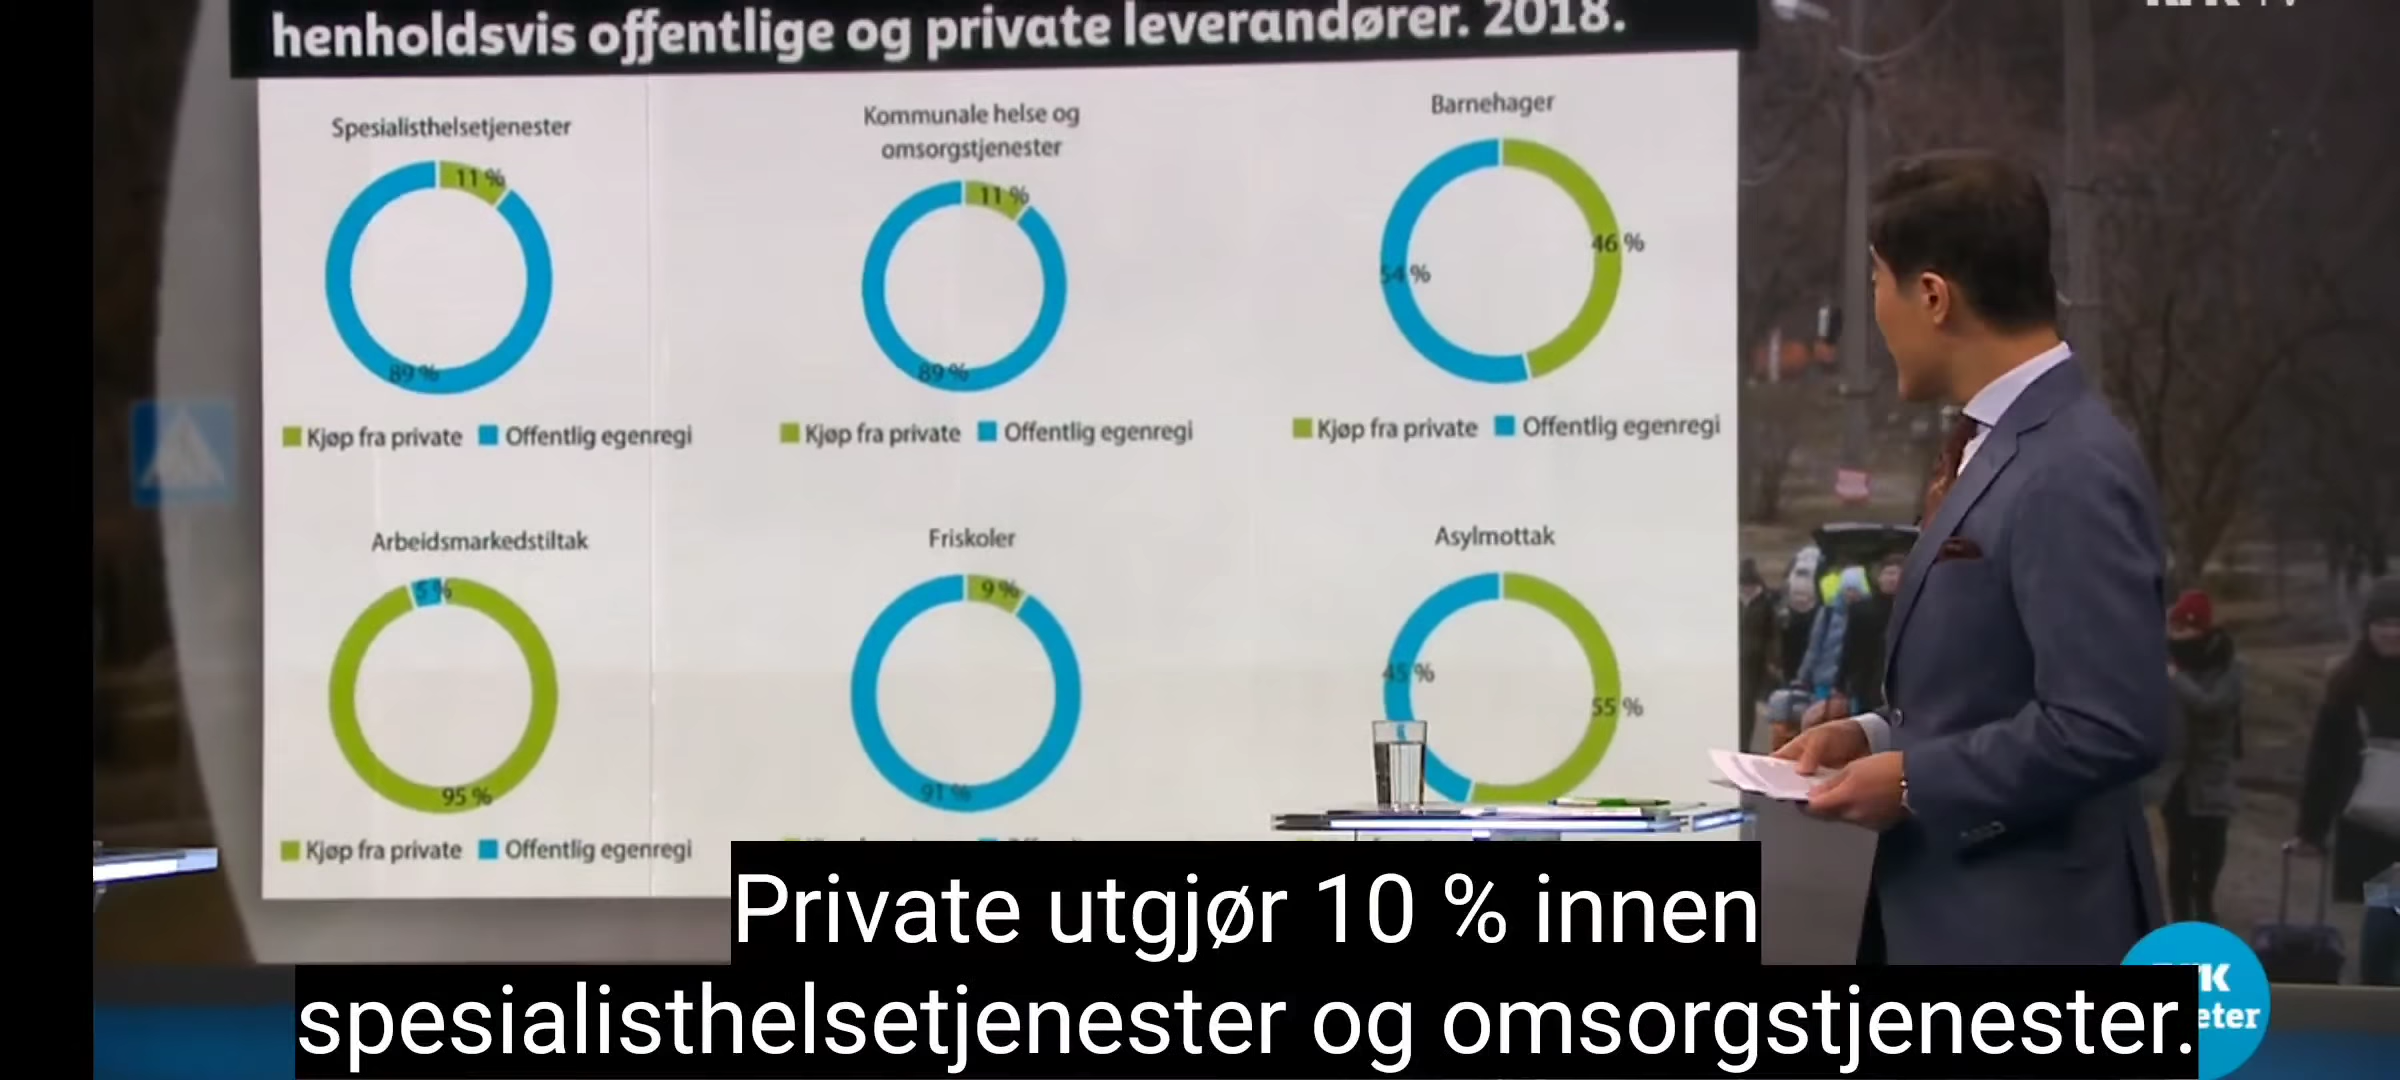 henholdsvis offentlige og private leverandører. 2018.
Spesialisthelsetjenester
11 %
89 %
Kjøp fra private Offentlig egenregi
Kommunale helse og
omsorgstjenester
11 %
89 %
Kjøp fra private Offentlig egenregi
Barnehager
46 %
54 %
Kjøp fra private Offentlig egenregi
Arbeidsmarkedstiltak
5 %
95 %
Kjøp fra private Offentlig egenregi
Friskoler
9 %
91 %
Asylmottak
45 %
55 %
Private utgjør 10 % innen
spesialisthelsetjenester og omsorgstjenester.